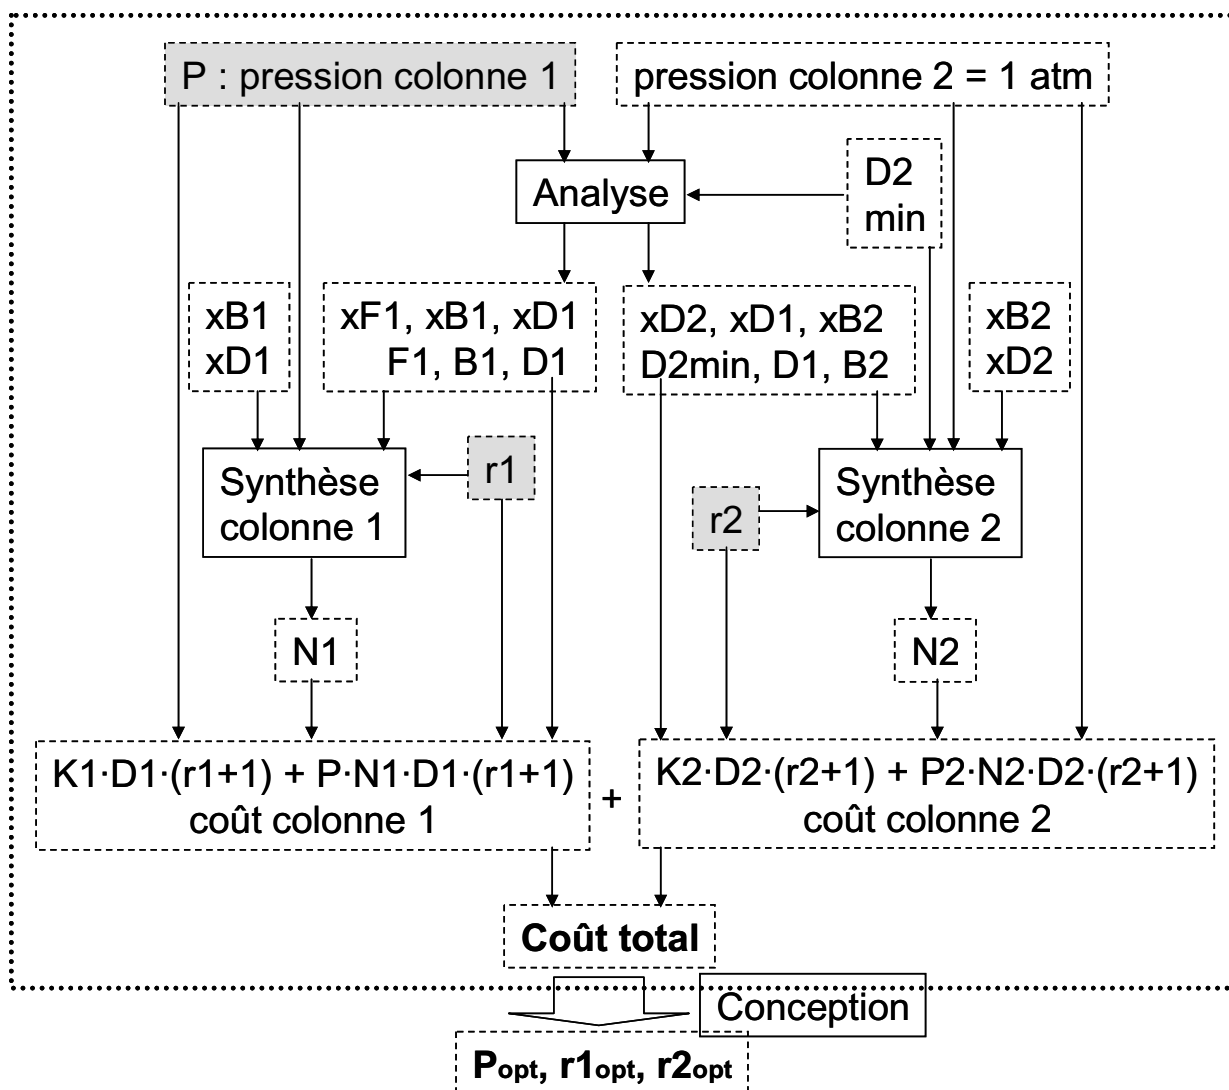 P : pression colonne 1
pression colonne 2 = 1 atm
D2
min
Analyse
xB1
xD1
xF1, xB1, xD1
F1, B1, D1
xD2, xD1, xB2
D2min, D1, B2
xB2
xD2
Synthèse
colonne 1
r1
r2
Synthèse
colonne 2
N1
N2
K1·D1·(r1+1) + P·N1·D1·(r1+1)
coût colonne 1
+
K2·D2·(r2+1) + P2·N2·D2·(r2+1)
coût colonne 2
Coût total
Conception
Popt, r1opt, r2opt